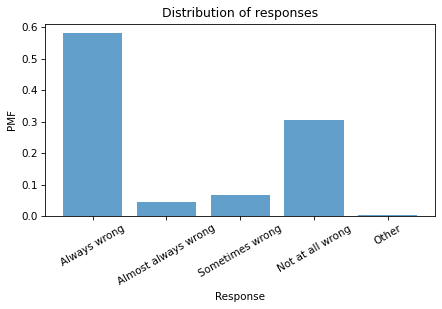 Distribution of responses
0.6
0.5
0.4
0.3
0.2
0.1
0.0
PMF
Always wrong
Almost always wrong
Sometimes wrong
Not at all wrong
Other
Response